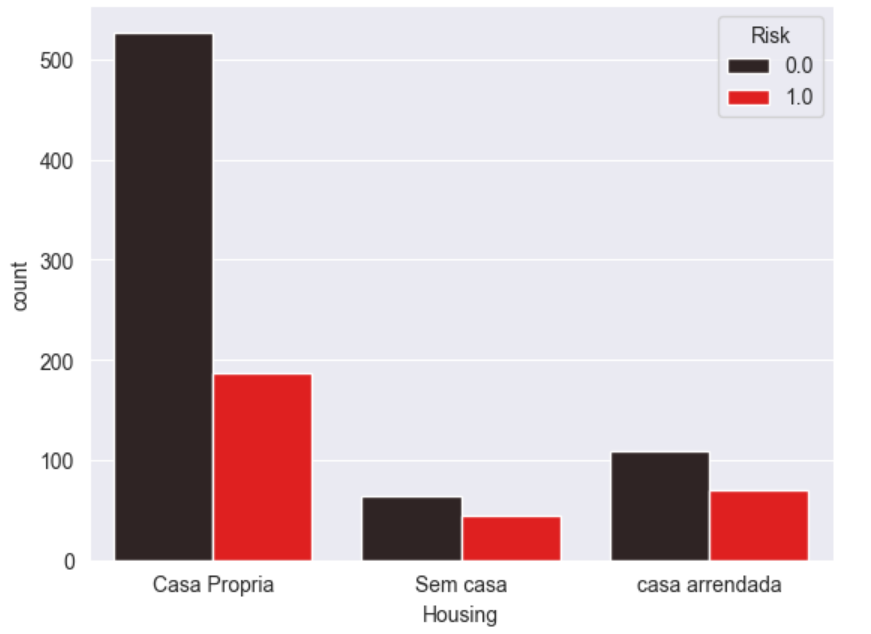 Risk
0.0
1.0
500
400
300
200
100
0
count
Casa Propria
Sem casa
casa arrendada
Housing